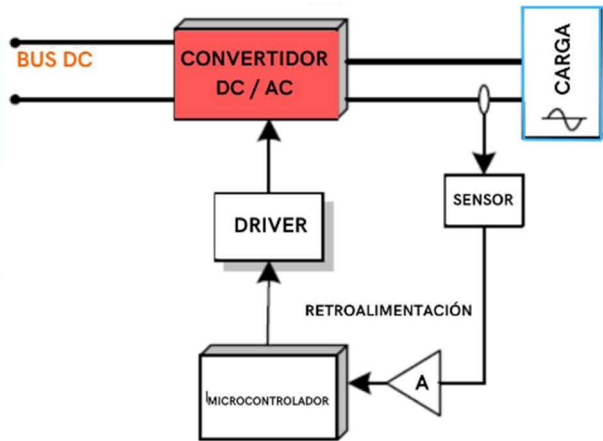 BUS DC
CONVERTIDOR
DC / AC
CARGA
SENSOR
DRIVER
RETROALIMENTACIÓN
A
MICROCONTROLADOR